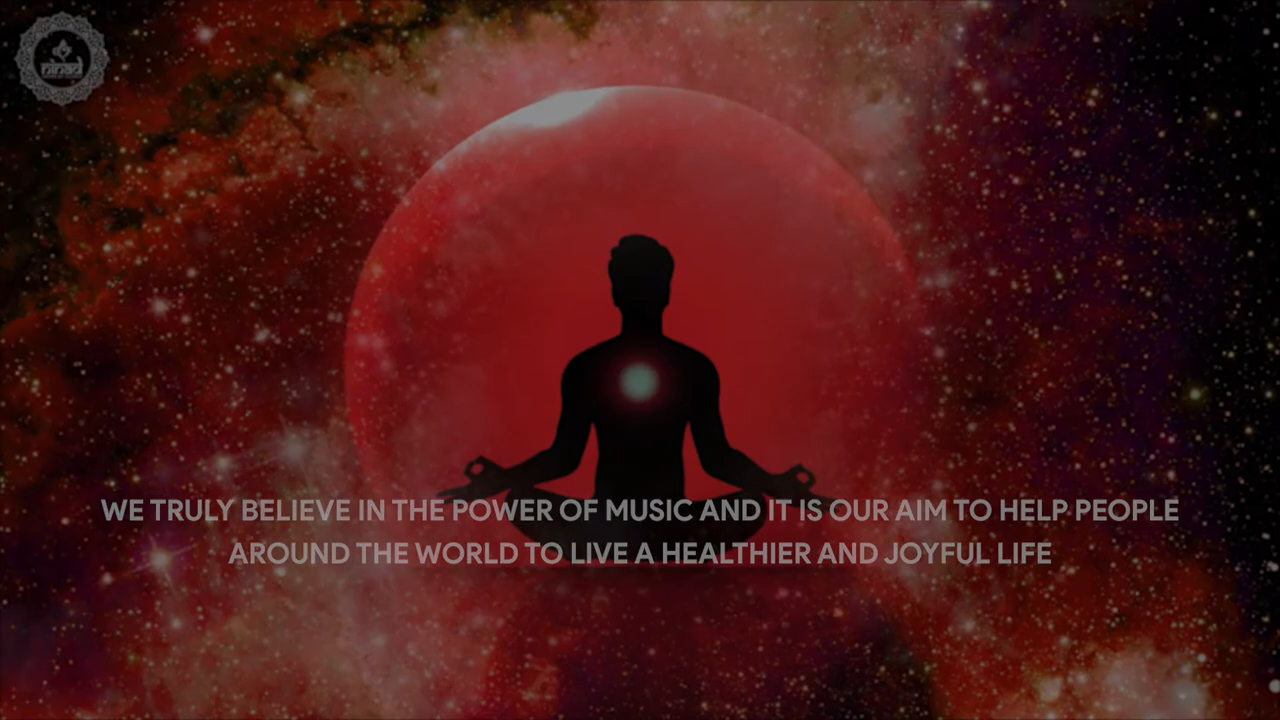 ninad
WE TRULY BELIEVE IN THE POWER OF MUSIC AND IT IS OUR AIM TO HELP PEOPLE
AROUND THE WORLD TO LIVE A HEALTHIER AND JOYFUL LIFE